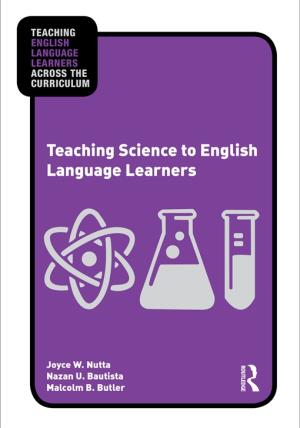 TEACHING
ENGLISH
LANGUAGE
LEARNERS
ACROSS THE
CURRICULUM
Teaching Science to English
Language Learners
Joyce W. Nutta
Nazan U. Bautista
Malcolm B. Butler
ROUTLEDGE